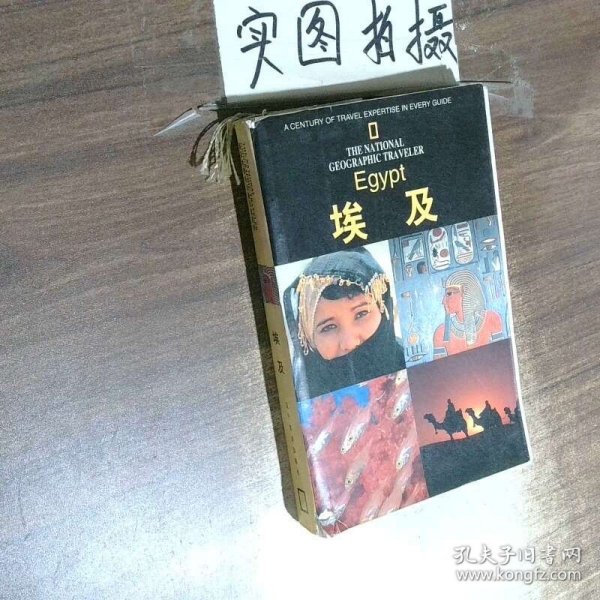 实图拍摄
A CENTURY OF TRAVEL EXPERTISE IN EVERY GUIDE
THE NATIONAL
GEOGRAPHIC TRAVELER
Egypt
埃及
埃及
孔夫子旧书网
www.kongfz.com